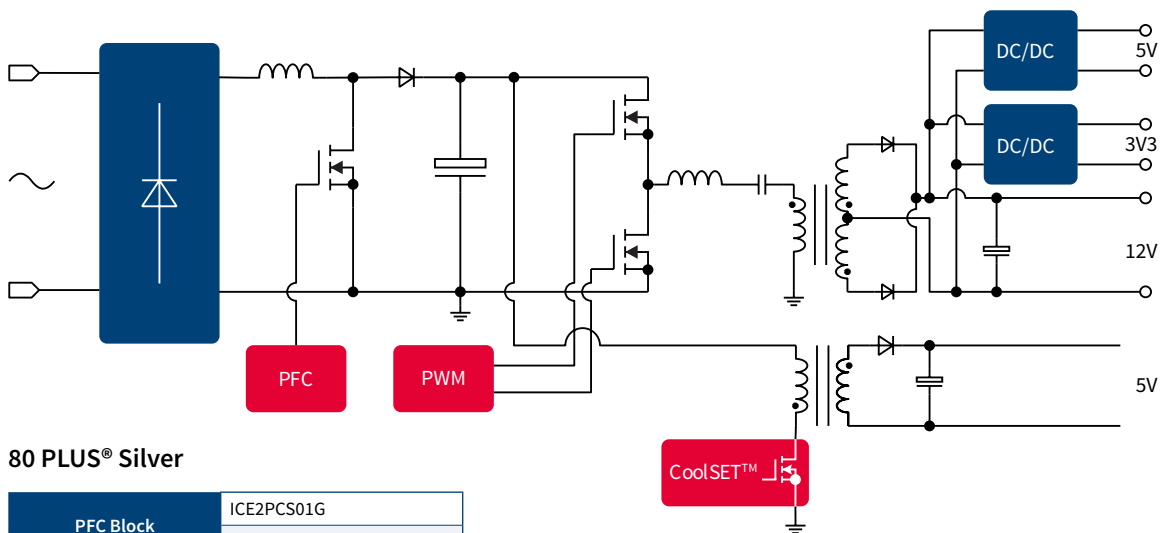 DC/DC
5V
DC/DC
3V3
12V
PFC
PWM
5V
CoolSET™
80 PLUS® Silver
PFC Block
ICE2PCS01G